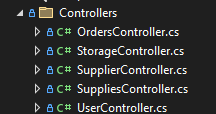 Controllers
C# OrdersController.cs
C# StorageController.cs
C# SupplierController.cs
C# SuppliesController.cs
C# UserController.cs